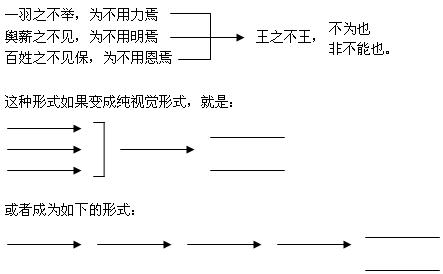 一羽之不举，为不用力焉
舆薪之不见，为不用明焉
百姓之不见保，为不用恩焉
王之不王，
不为也
非不能也。
这种形式如果变成纯视觉形式，就是：
或者成为如下的形式：